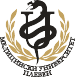 МЕДИЦИНСКИ УНИВЕРСИТЕТ
ПЛЕВЕН